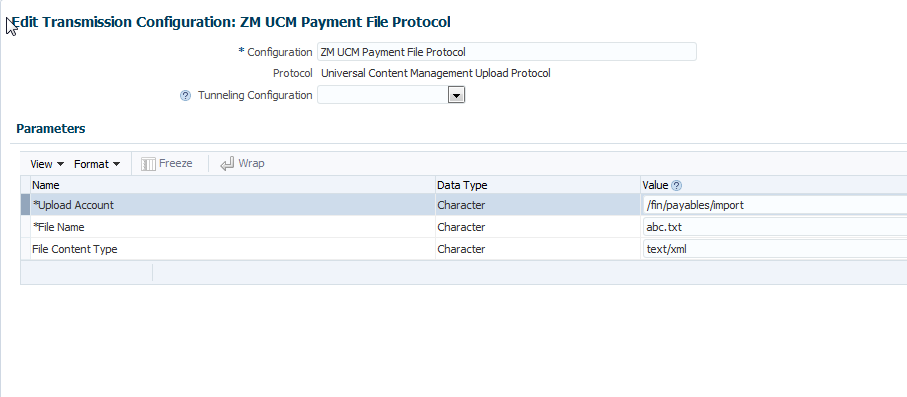 Edit Transmission Configuration: ZM UCM Payment File Protocol
* Configuration ZM UCM Payment File Protocol
Protocol Universal Content Management Upload Protocol
? Tunneling Configuration
Parameters
View Format Freeze Wrap
Name Data Type Value ?
*Upload Account Character /fin/payables/import
*File Name Character abc.txt
File Content Type Character text/xml